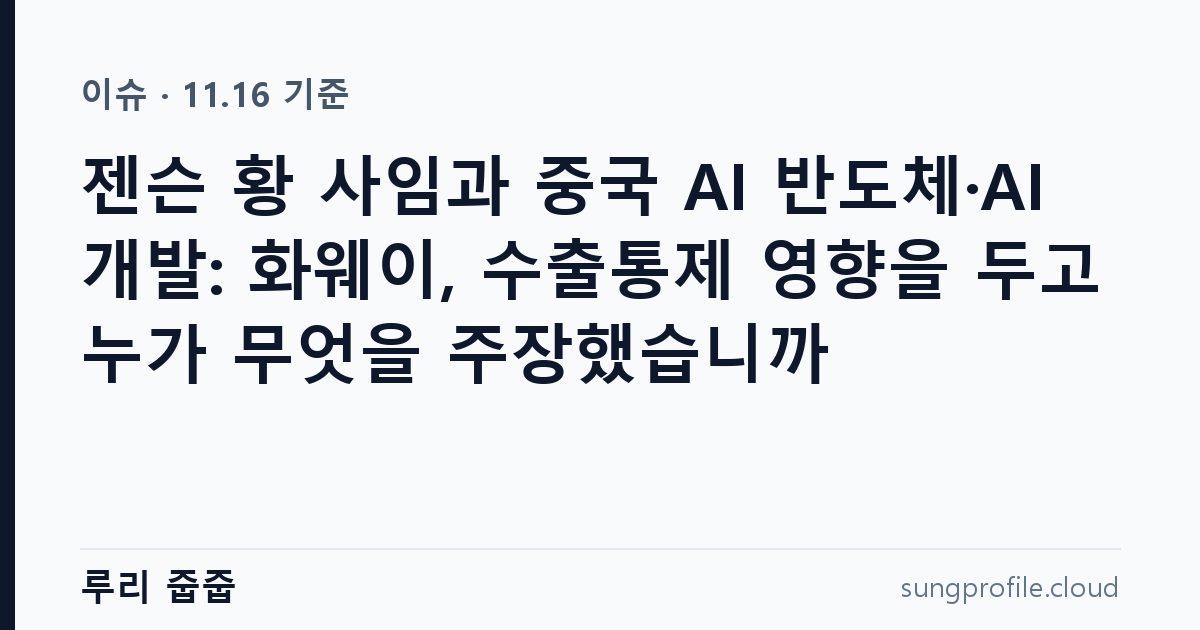 이슈 · 11.16 기준
젠슨 황 사임과 중국 AI 반도체·AI
개발: 화웨이, 수출통제 영향을 두고
누가 무엇을 주장했습니까
루리 줍줍
sungprofile.cloud